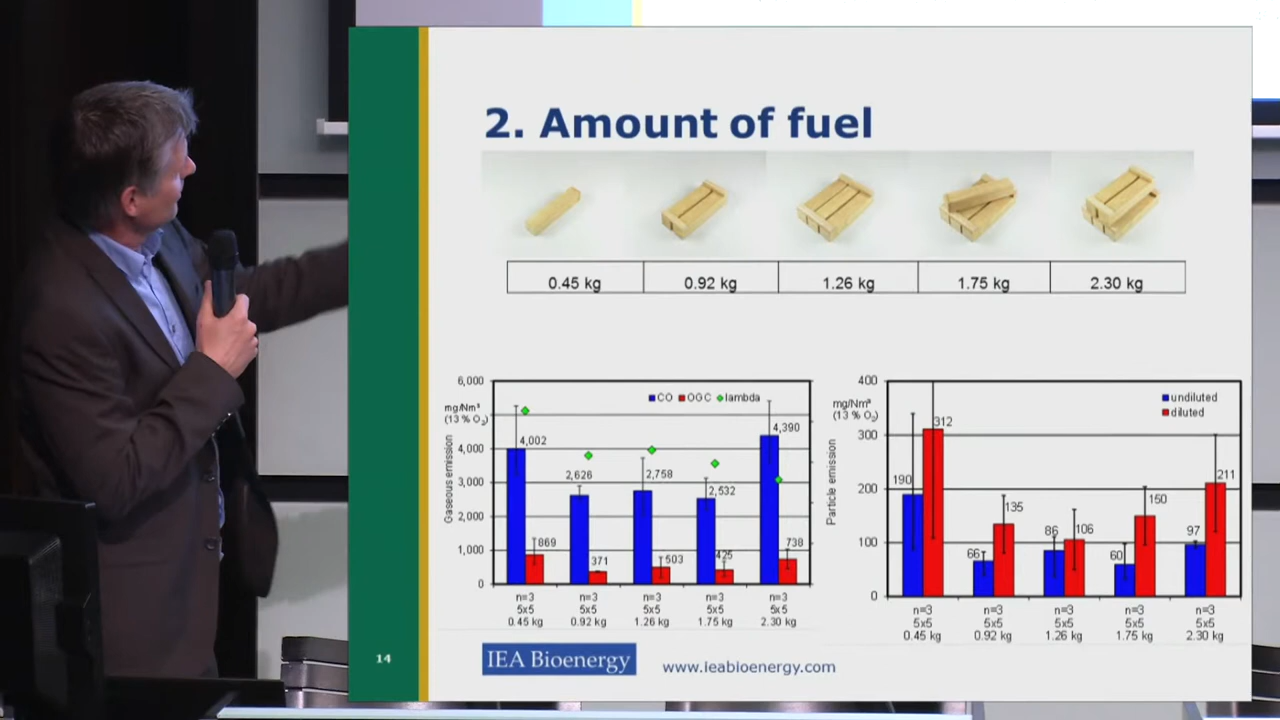 2. Amount of fuel
0.45 kg 0.92 kg 1.26 kg 1.75 kg 2.30 kg
6,000
mg/Nm³
(13 % O₂)
4,000
3,000
2,000
1,000
0
Gaseous emission
CO OGC lambda
4,002
869
2,626
371
2,758
503
2,532
425
4,390
738
n=3 n=3 n=3 n=3 n=3
5x5 5x5 5x5 5x5 5x5
0.45 kg 0.92 kg 1.26 kg 1.75 kg 2.30 kg
400
mg/Nm³
(13 % O₂)
300
200
100
0
Particle emission
undiluted
diluted
190
312
66
135
86
106
60
150
97
211
n=3 n=3 n=3 n=3 n=3
5x5 5x5 5x5 5x5 5x5
0.45 kg 0.92 kg 1.26 kg 1.75 kg 2.30 kg
14
IEA Bioenergy
www.ieabioenergy.com